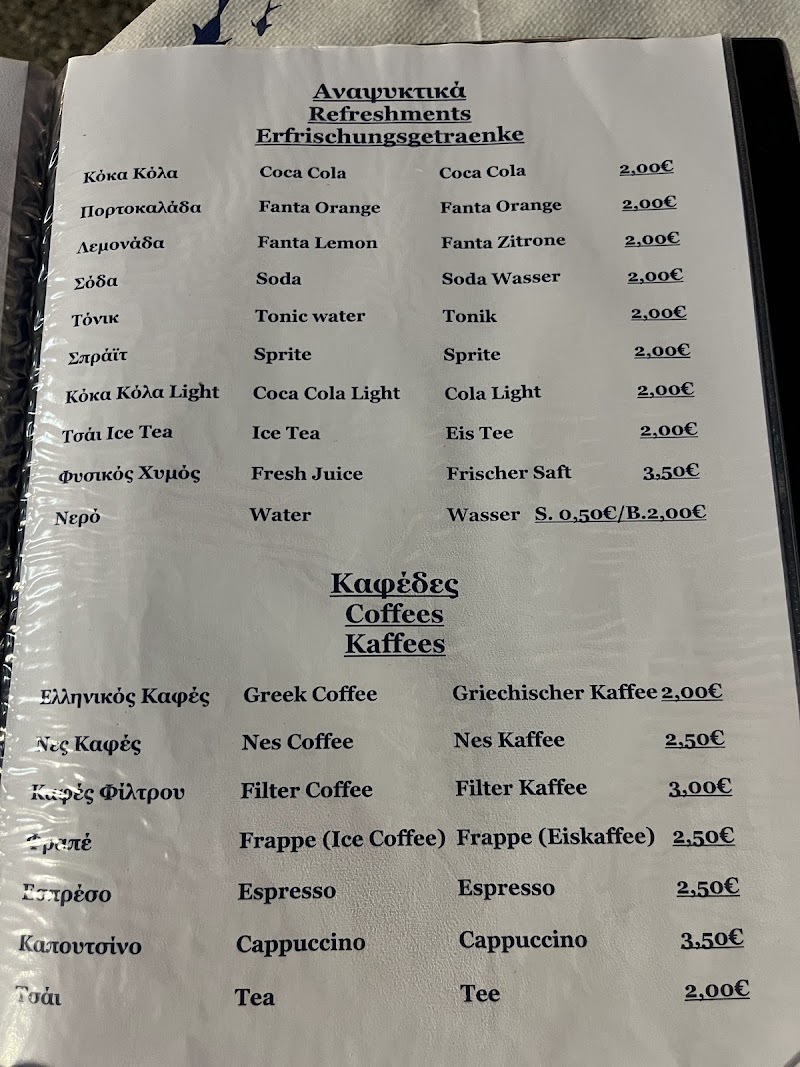 Αναψυκτικά
Refreshments
Erfrischungsgetraenke
Κόκα Κόλα Coca Cola Coca Cola 2,00€
Πορτοκαλάδα Fanta Orange Fanta Orange 2,00€
Λεμονάδα Fanta Lemon Fanta Zitrone 2,00€
Σόδα Soda Soda Wasser 2,00€
Τόνικ Tonic water Tonik 2,00€
Σπράϊτ Sprite Sprite 2,00€
Κόκα Κόλα Light Coca Cola Light Cola Light 2,00€
Τσάι Ice Tea Ice Tea Eis Tee 2,00€
Φυσικός Χυμός Fresh Juice Frischer Saft 3,50€
Νερό Water Wasser S. 0,50€/B.2,00€
Καφέδες
Coffees
Kaffees
Ελληνικός Καφές Greek Coffee Griechischer Kaffee 2,00€
Νες Καφές Nes Coffee Nes Kaffee 2,50€
Καφές Φίλτρου Filter Coffee Filter Kaffee 3,00€
Φραπέ Frappe (Ice Coffee) Frappe (Eiskaffee) 2,50€
Εσπρέσο Espresso Espresso 2,50€
Καπουτσίνο Cappuccino Cappuccino 3,50€
Τσάι Tea Tee 2,00€